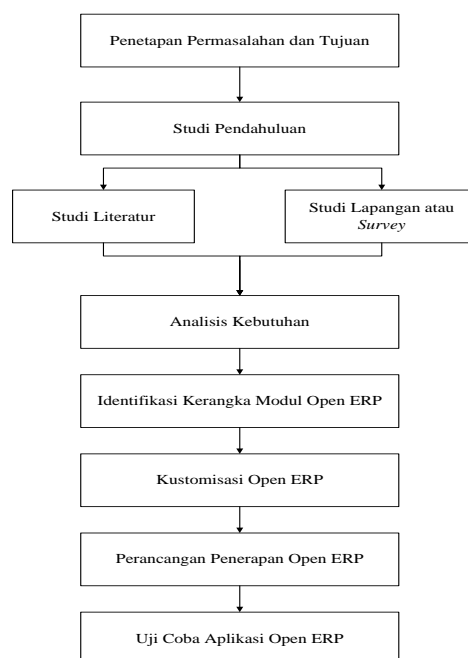 Penetapan Permasalahan dan Tujuan
Studi Pendahuluan
Studi Literatur
Studi Lapangan atau
Survey
Analisis Kebutuhan
Identifikasi Kerangka Modul Open ERP
Kustomisasi Open ERP
Perancangan Penerapan Open ERP
Uji Coba Aplikasi Open ERP